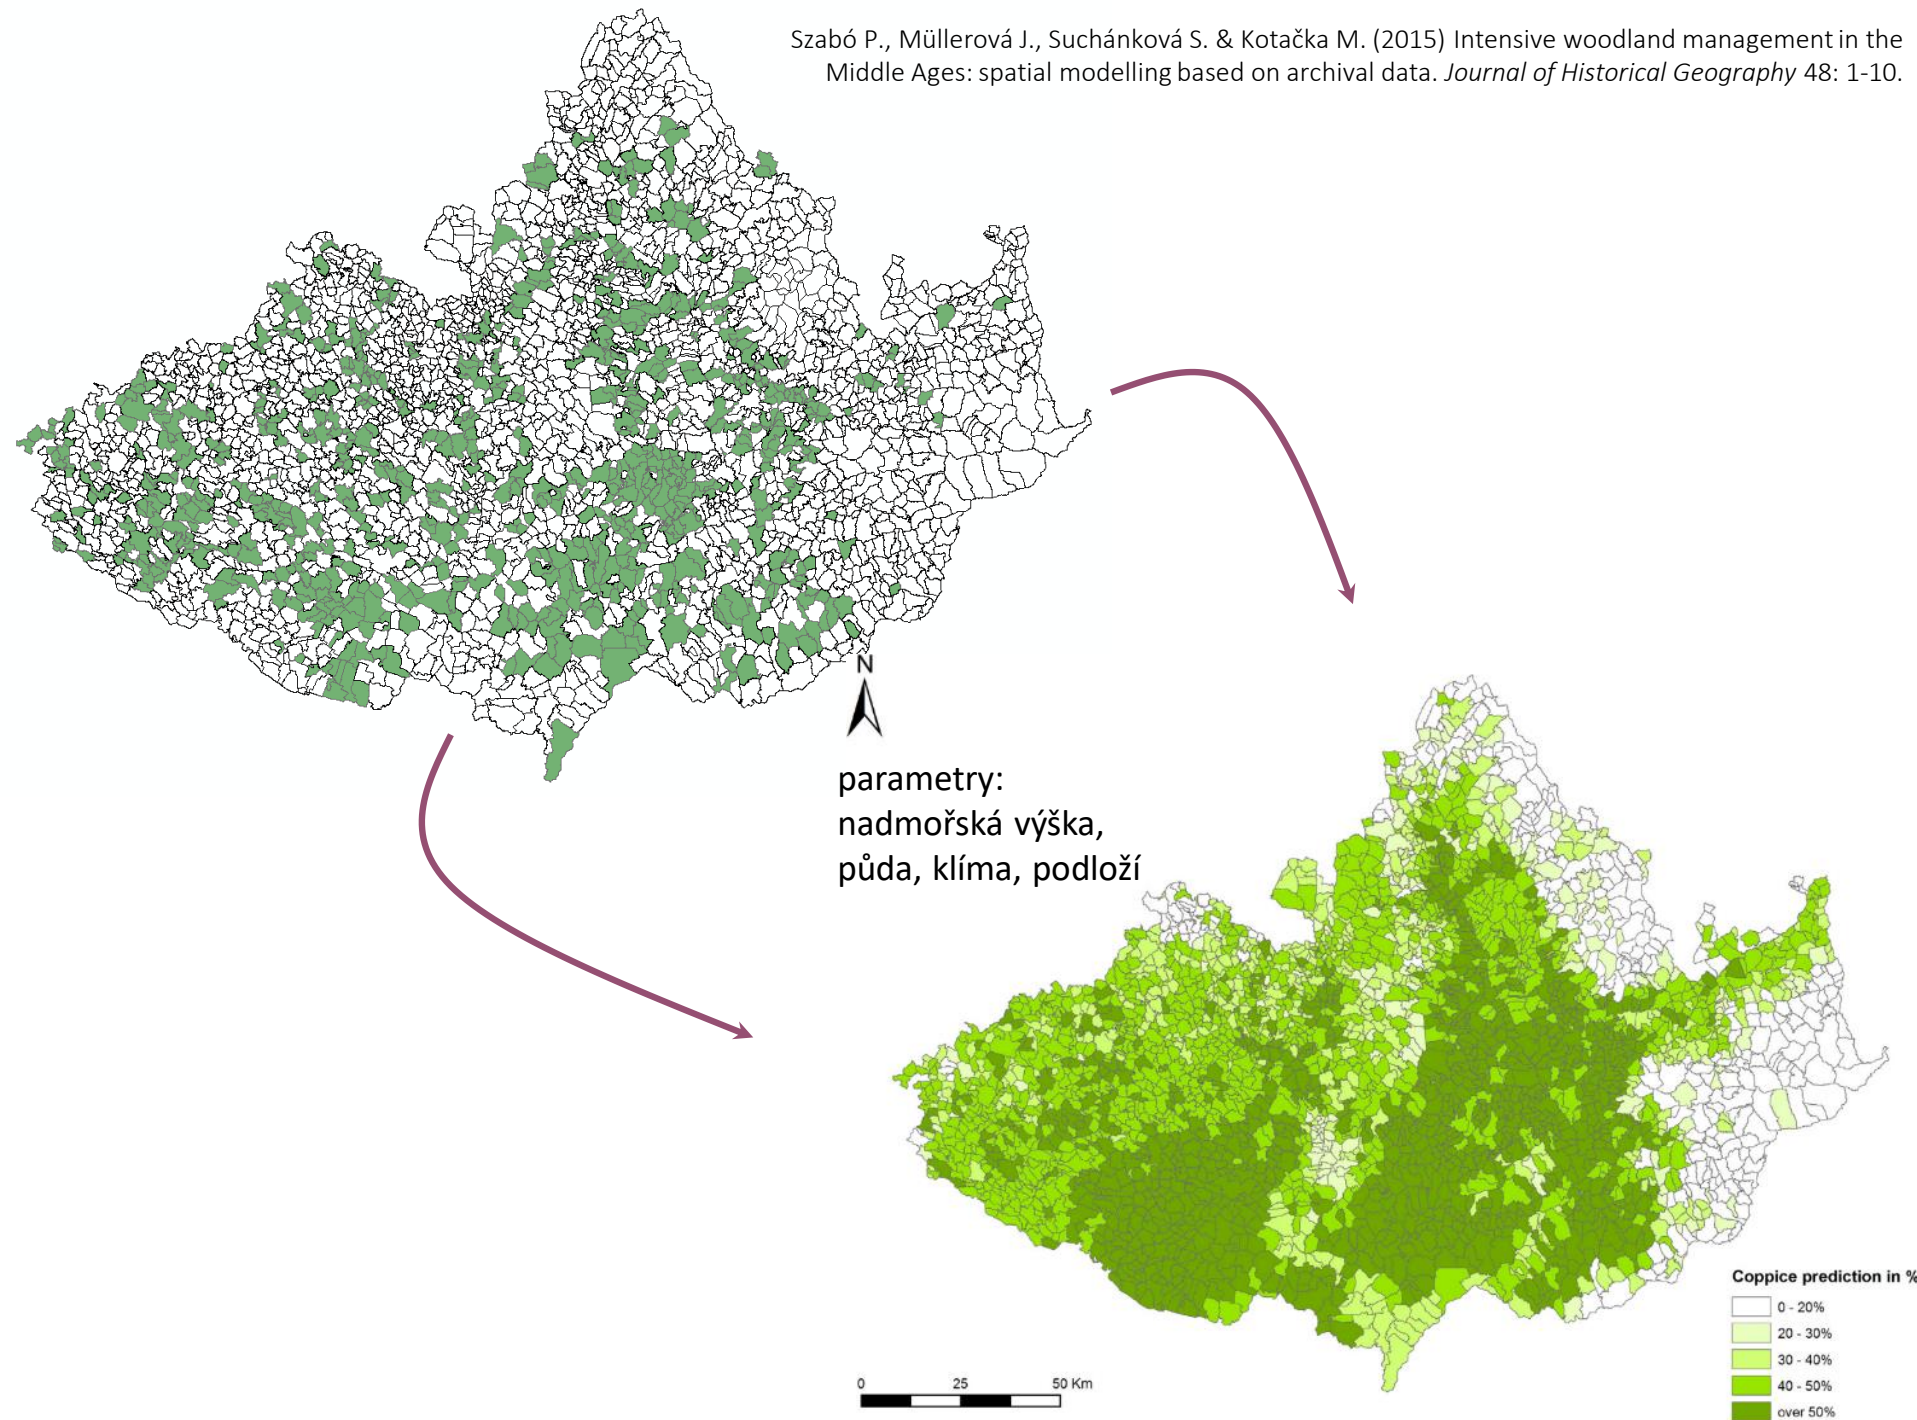 Szabó P., Müllerová J., Suchánková S. & Kotačka M. (2015) Intensive woodland management in the
Middle Ages: spatial modelling based on archival data. Journal of Historical Geography 48: 1-10.
N
parametry:
nadmořská výška,
půda, klíma, podloží
Coppice prediction in %
0 - 20%
20 - 30%
30 - 40%
40 - 50%
over 50%
0 25 50 Km